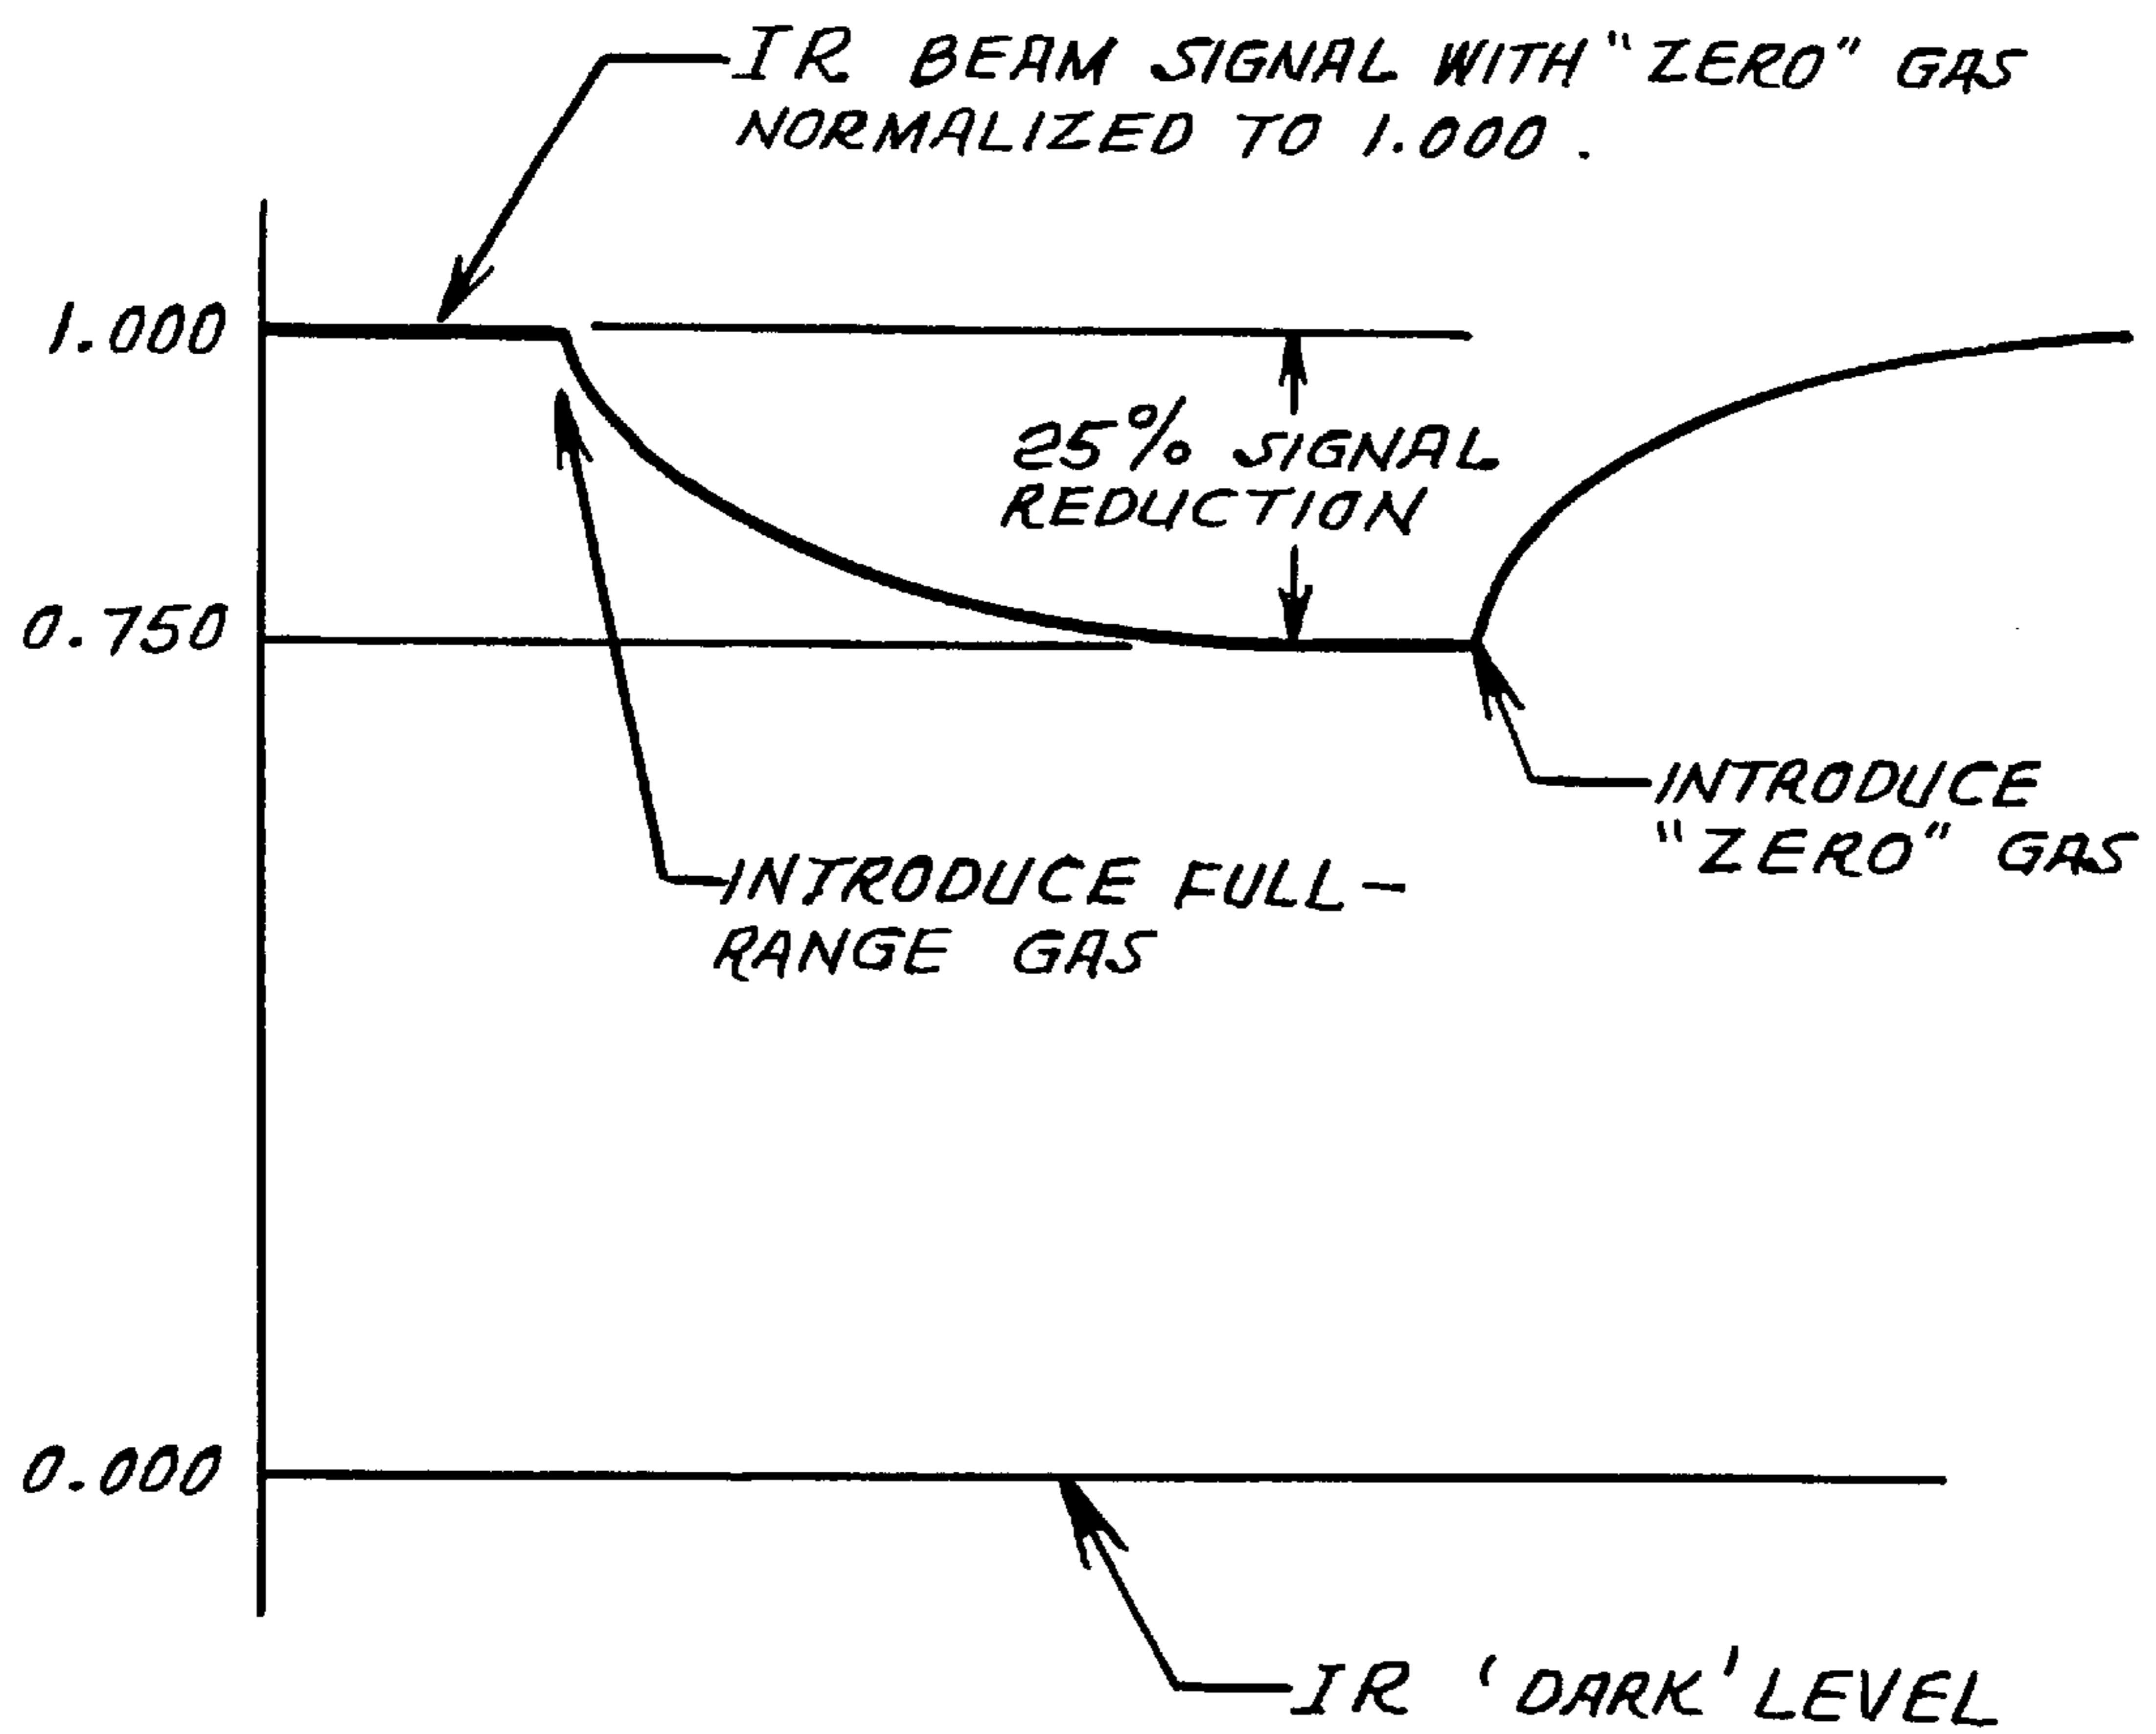 IR BEAM SIGNAL WITH "ZERO" GAS
NORMALIZED TO 1.000.
1.000
25% SIGNAL
REDUCTION
0.750
INTRODUCE
"ZERO" GAS
INTRODUCE FULL-
RANGE GAS
0.000
IR 'DARK' LEVEL